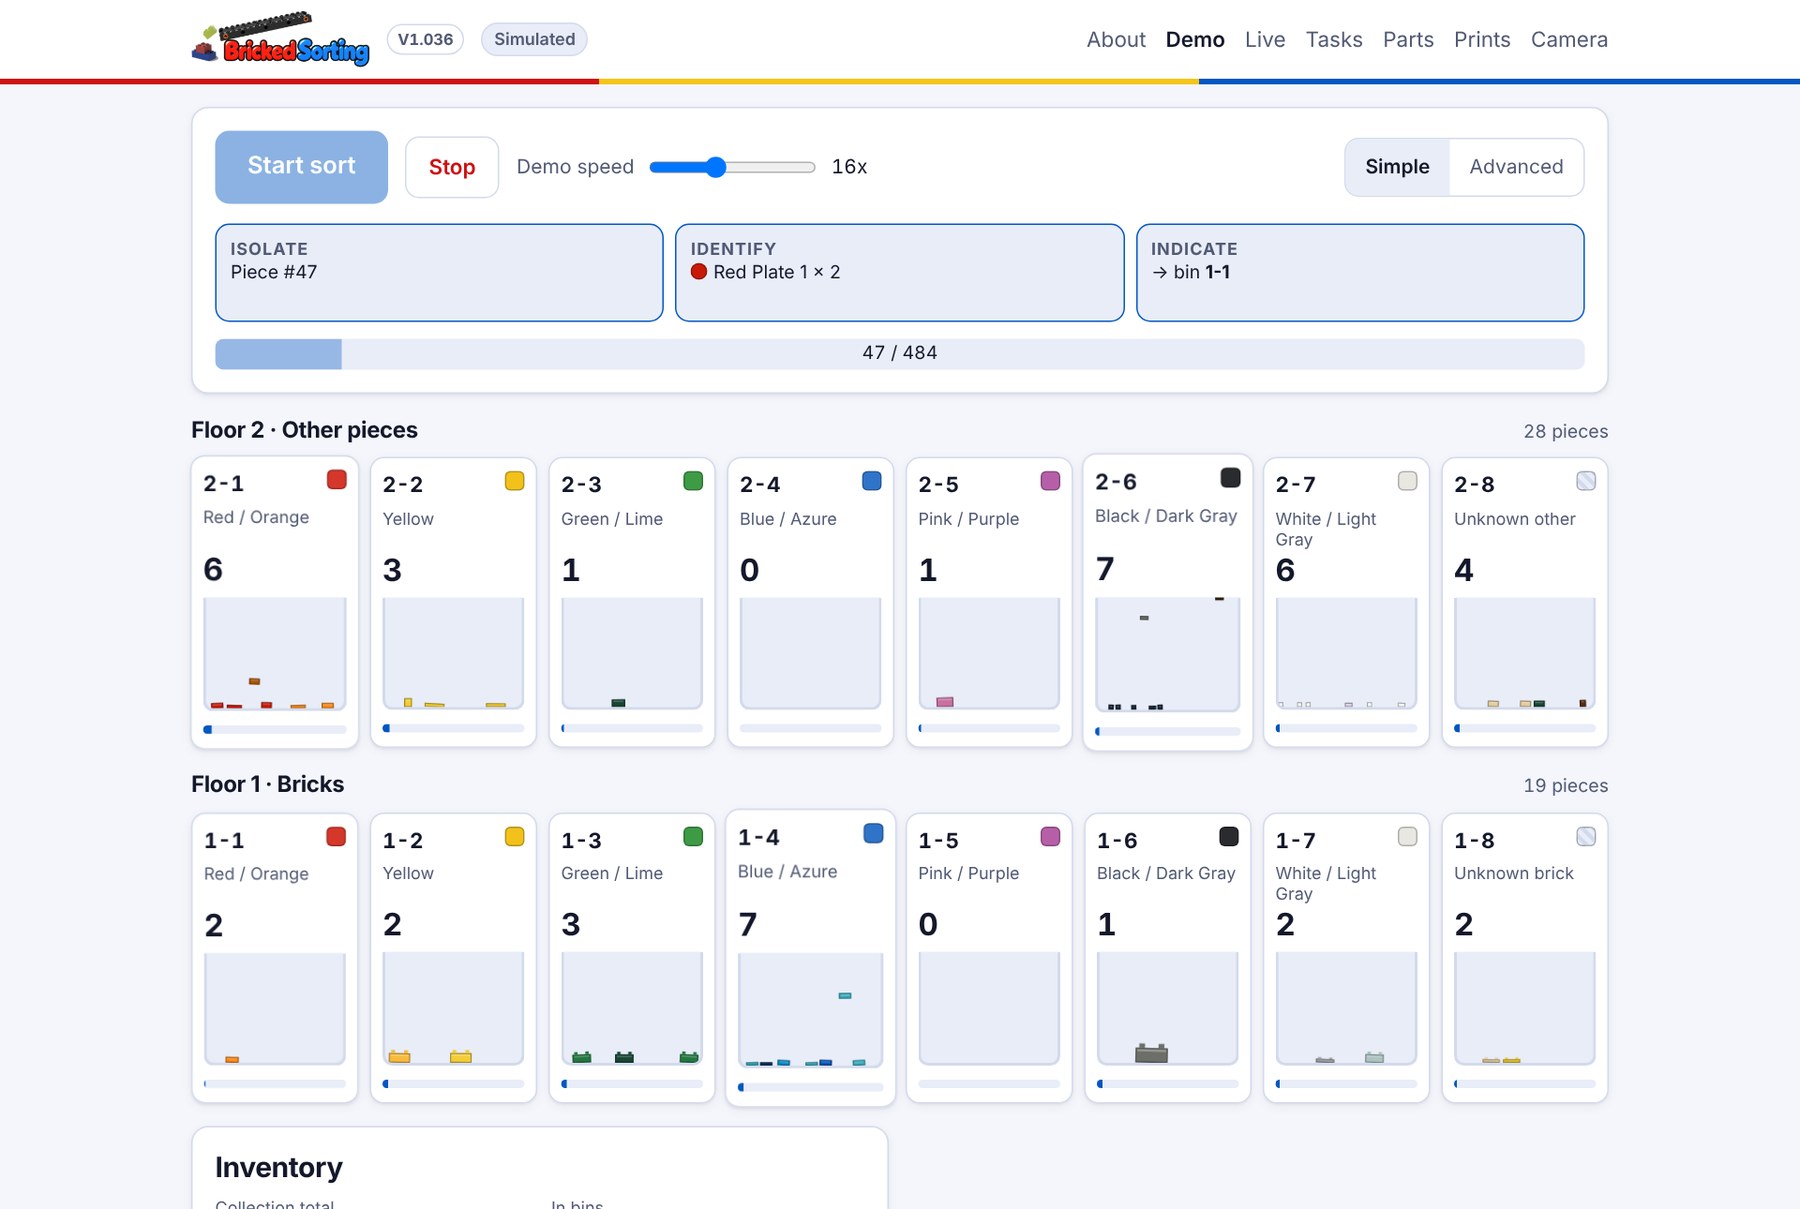 BrickedSorting V1.036 Simulated About Demo Live Tasks Parts Prints Camera
Start sort Stop Demo speed 16x Simple Advanced
ISOLATE
Piece #47
IDENTIFY
Red Plate 1 × 2
INDICATE
→ bin 1-1
47 / 484
Floor 2 · Other pieces 28 pieces
2-1
Red / Orange
6
2-2
Yellow
3
2-3
Green / Lime
1
2-4
Blue / Azure
0
2-5
Pink / Purple
1
2-6
Black / Dark Gray
7
2-7
White / Light
Gray
6
2-8
Unknown other
4
Floor 1 · Bricks 19 pieces
1-1
Red / Orange
2
1-2
Yellow
2
1-3
Green / Lime
3
1-4
Blue / Azure
7
1-5
Pink / Purple
0
1-6
Black / Dark Gray
1
1-7
White / Light
Gray
2
1-8
Unknown brick
2
Inventory
Collection total In bins